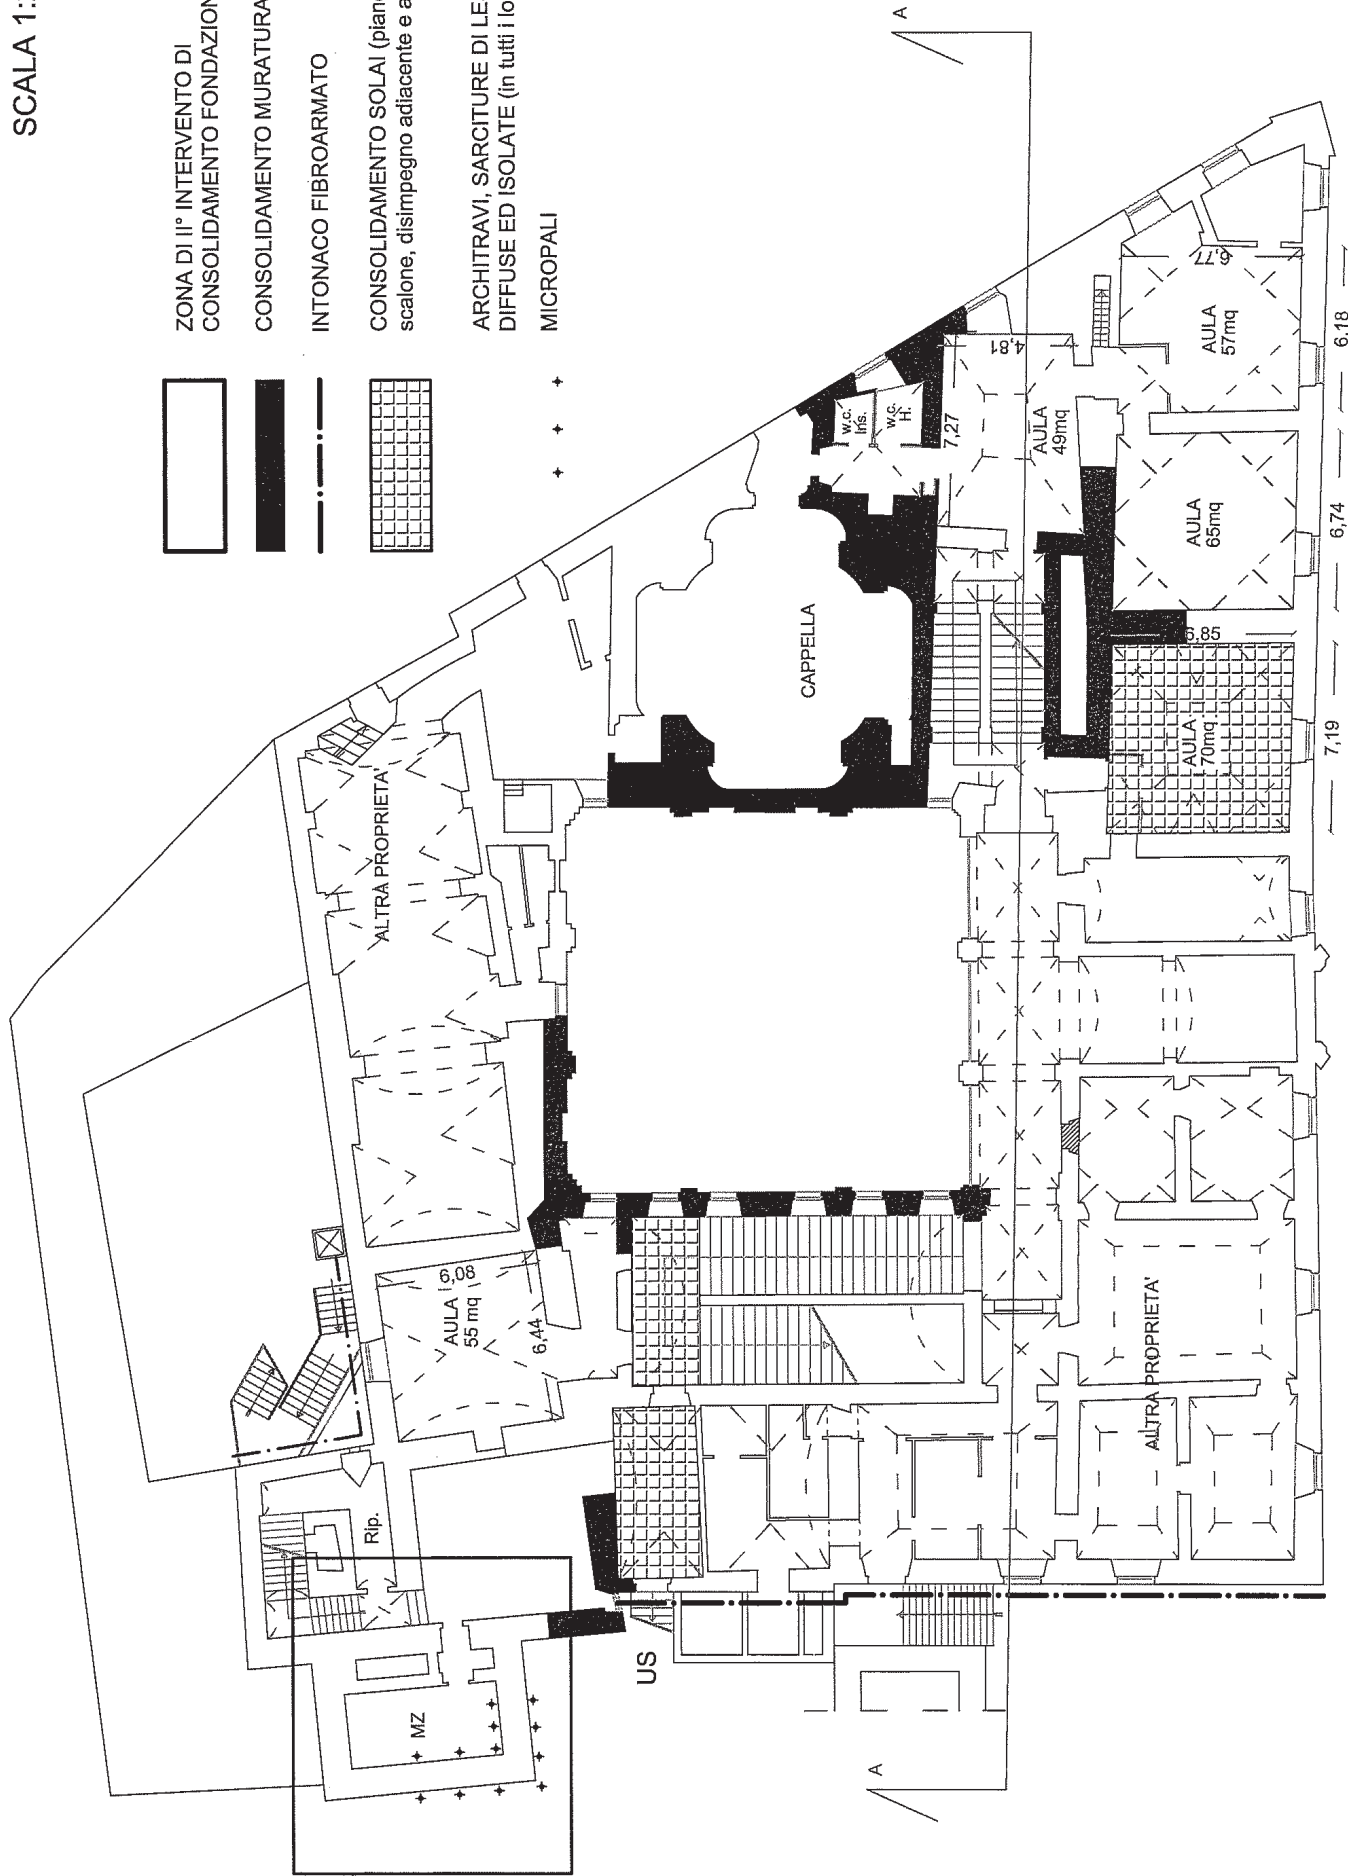 SCALA 1:
ZONA DI II° INTERVENTO DI
CONSOLIDAMENTO FONDAZION
CONSOLIDAMENTO MURATURA
INTONACO FIBROARMATO
CONSOLIDAMENTO SOLAI (pian
scalone, disimpegno adiacente e a
ARCHITRAVI, SARCITURE DI LE
DIFFUSE ED ISOLATE (in tutti i lo
MICROPALI
A
ALTRA PROPRIETA'
CAPPELLA
w.c.
Ins.
w.c.
H.
7,27
4,81
AULA
49mq
6,77
AULA
57mq
6,18
AULA
65mq
6,74
6,85
AULA
70mq
7,19
6,08
AULA
55 mq
6,44
ALTRA PROPRIETA'
Rip.
MZ
US
A